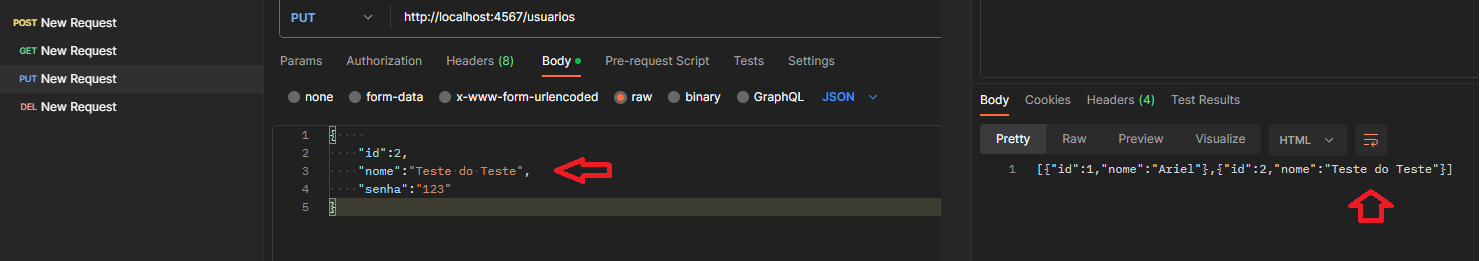 POST New Request
GET New Request
PUT New Request
DEL New Request
PUT http://localhost:4567/usuarios
Params Authorization Headers (8) Body Pre-request Script Tests Settings
none form-data x-www-form-urlencoded raw binary GraphQL JSON
1 {
2 "id":2,
3 "nome":"Teste do Teste",
4 "senha":"123"
5 }
Body Cookies Headers (4) Test Results
Pretty Raw Preview Visualize HTML
1 [{"id":1,"nome":"Ariel"},{"id":2,"nome":"Teste do Teste"}]